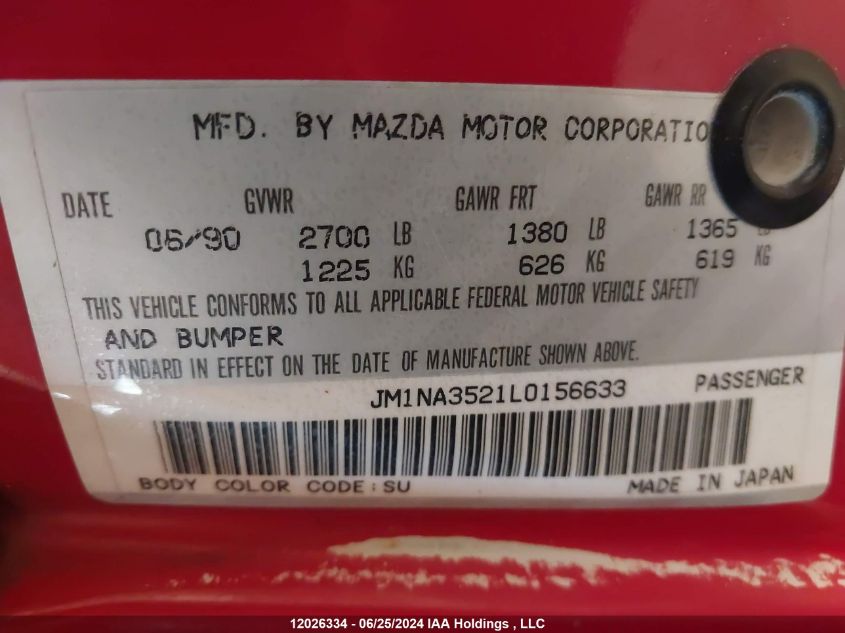 MFD. BY MAZDA MOTOR CORPORATIO
DATE GVWR GAWR FRT GAWR RR
06/90 2700 LB 1380 LB 1365 LB
1225 KG 626 KG 619 KG
THIS VEHICLE CONFORMS TO ALL APPLICABLE FEDERAL MOTOR VEHICLE SAFETY
AND BUMPER
STANDARD IN EFFECT ON THE DATE OF MANUFACTURE SHOWN ABOVE.
JM1NA3521L0156633 PASSENGER
BODY COLOR CODE:SU MADE IN JAPAN
12026334 - 06/25/2024 IAA Holdings , LLC